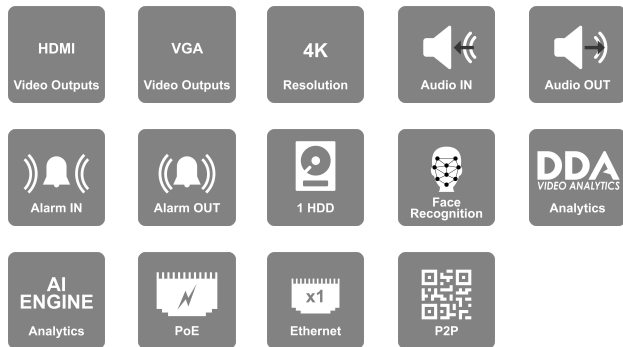 HDMI
Video Outputs
VGA
Video Outputs
4K
Resolution
Audio IN
Audio OUT
Alarm IN
Alarm OUT
1 HDD
Face
Recognition
DDA
VIDEO ANALYTICS
Analytics
AI
ENGINE
Analytics
PoE
x1
Ethernet
P2P